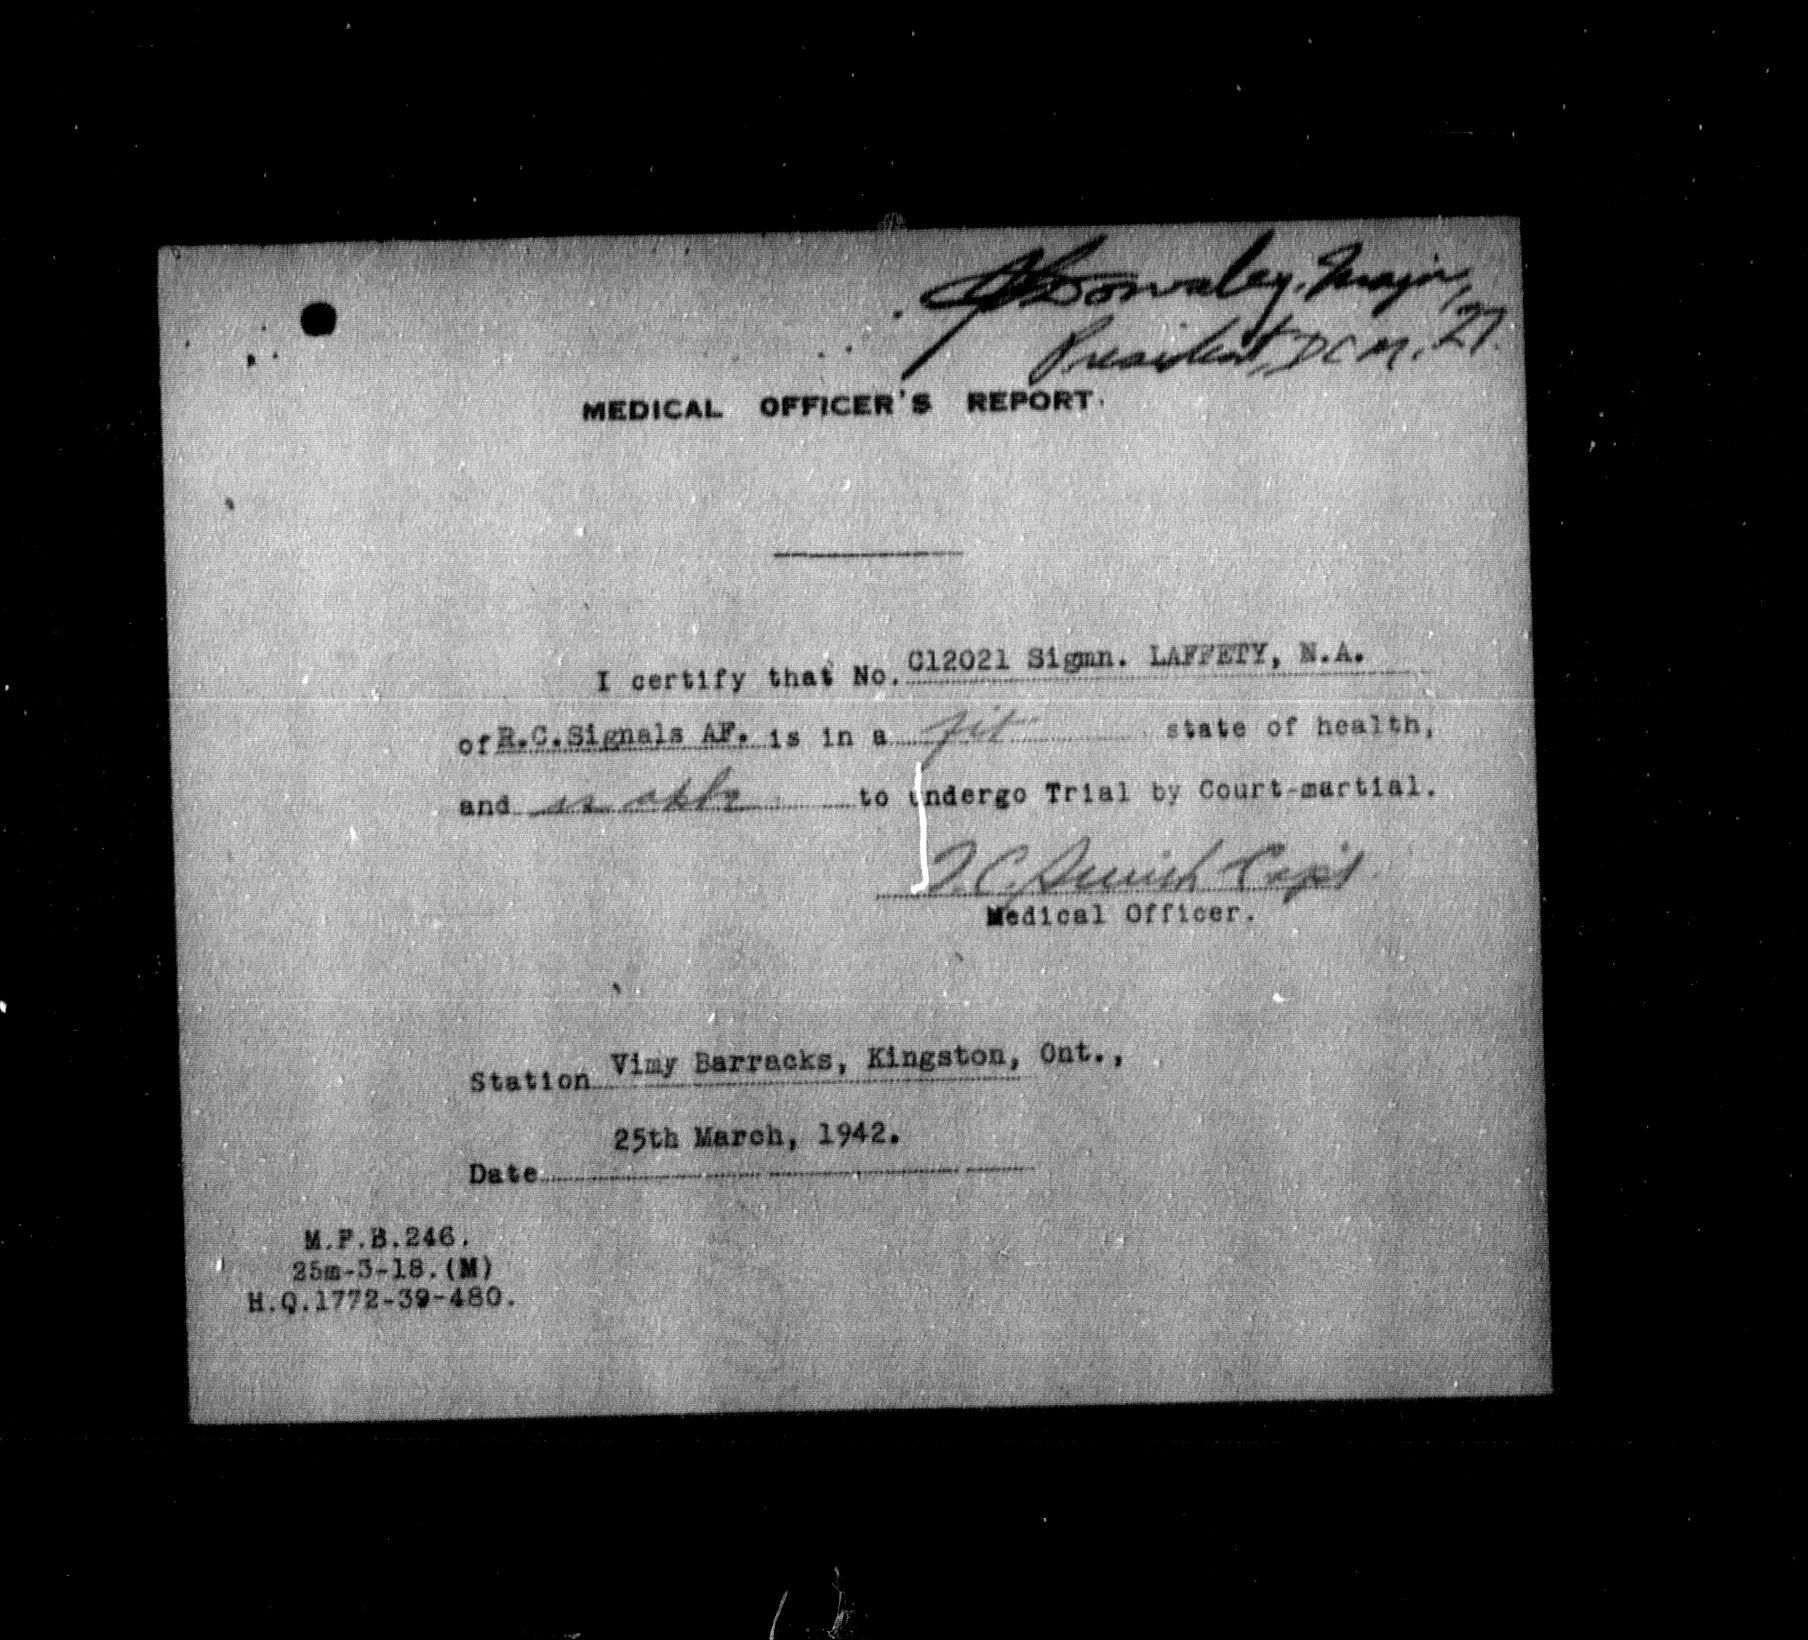 Major,
President, D C M. '27.
MEDICAL OFFICER'S REPORT.
I certify that No. C12021 Sigmn. LAFFETY, N.A.
of R.C.Signals AF. is in a fit state of health,
and is able to undergo Trial by Court-martial.
Capt.
Medical Officer.
Station Vimy Barracks, Kingston, Ont.,
25th March, 1942.
Date
M.F.B.246.
25m-3-18.(M)
H.Q.1772-39-480.